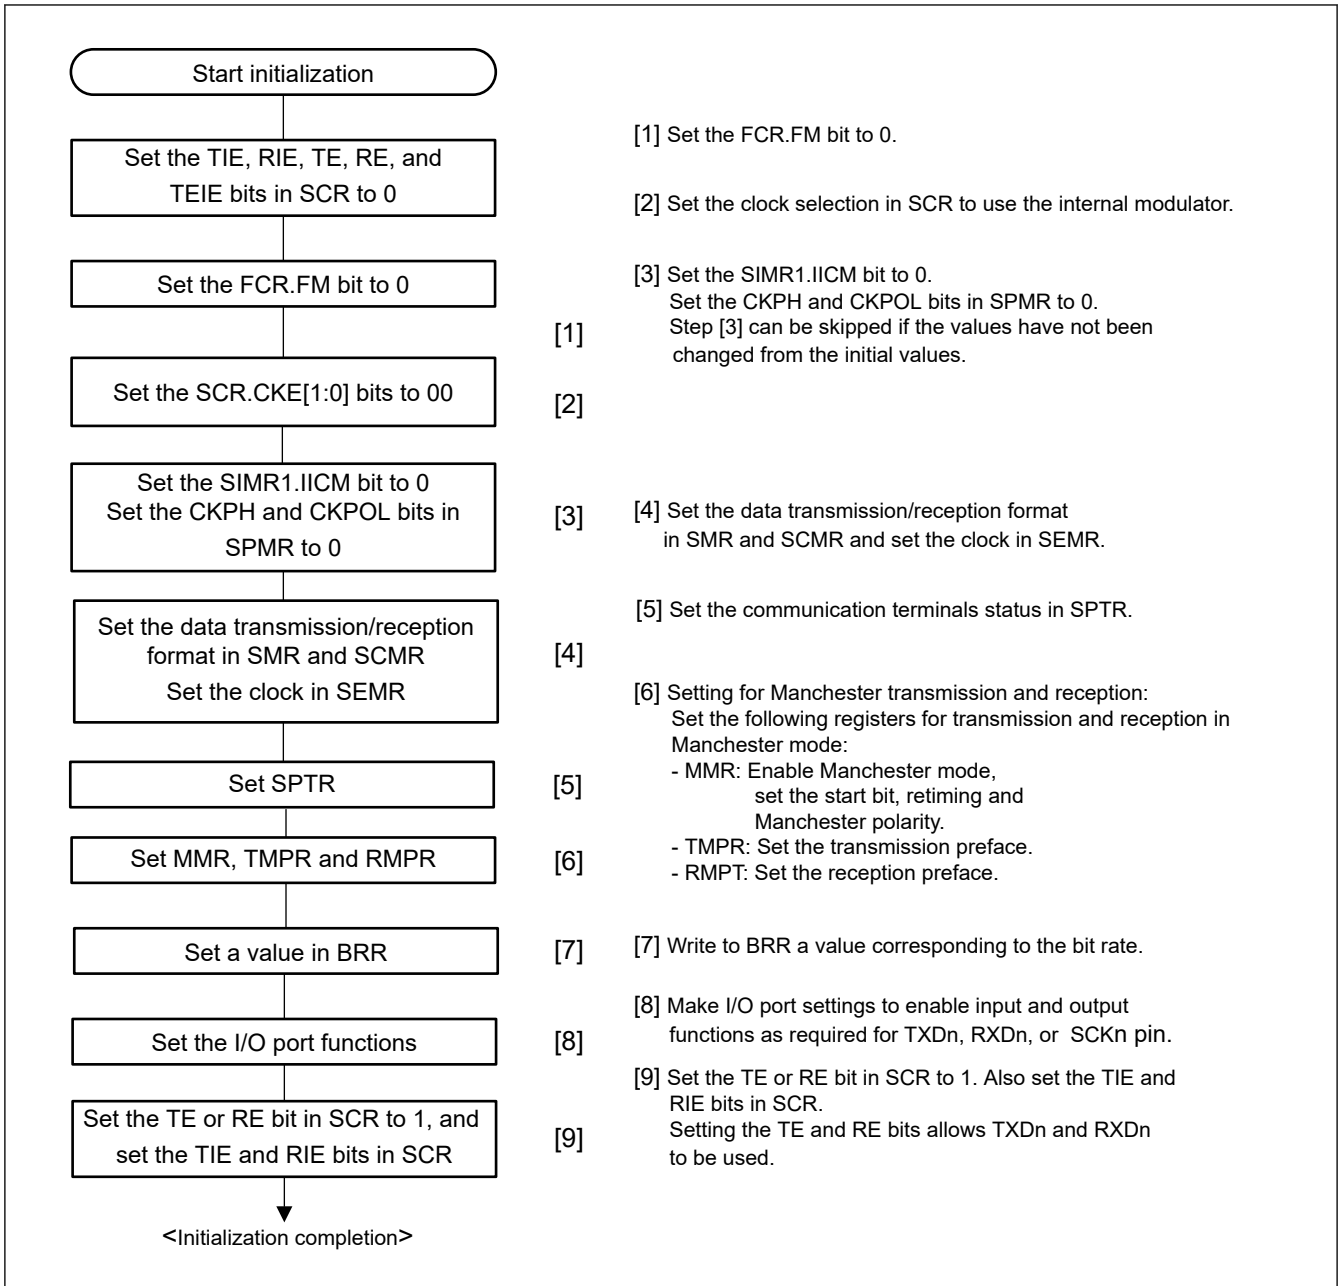 Start initialization
Set the TIE, RIE, TE, RE, and
TEIE bits in SCR to 0
Set the FCR.FM bit to 0
[1]
Set the SCR.CKE[1:0] bits to 00
[2]
Set the SIMR1.IICM bit to 0
Set the CKPH and CKPOL bits in
SPMR to 0
[3]
Set the data transmission/reception
format in SMR and SCMR
Set the clock in SEMR
[4]
Set SPTR
[5]
Set MMR, TMPR and RMPR
[6]
Set a value in BRR
[7]
Set the I/O port functions
[8]
Set the TE or RE bit in SCR to 1, and
set the TIE and RIE bits in SCR
[9]
<Initialization completion>
[1] Set the FCR.FM bit to 0.
[2] Set the clock selection in SCR to use the internal modulator.
[3] Set the SIMR1.IICM bit to 0.
Set the CKPH and CKPOL bits in SPMR to 0.
Step [3] can be skipped if the values have not been
changed from the initial values.
[4] Set the data transmission/reception format
in SMR and SCMR and set the clock in SEMR.
[5] Set the communication terminals status in SPTR.
[6] Setting for Manchester transmission and reception:
Set the following registers for transmission and reception in
Manchester mode:
- MMR: Enable Manchester mode,
set the start bit, retiming and
Manchester polarity.
- TMPR: Set the transmission preface.
- RMPT: Set the reception preface.
[7] Write to BRR a value corresponding to the bit rate.
[8] Make I/O port settings to enable input and output
functions as required for TXDn, RXDn, or SCKn pin.
[9] Set the TE or RE bit in SCR to 1. Also set the TIE and
RIE bits in SCR.
Setting the TE and RE bits allows TXDn and RXDn
to be used.